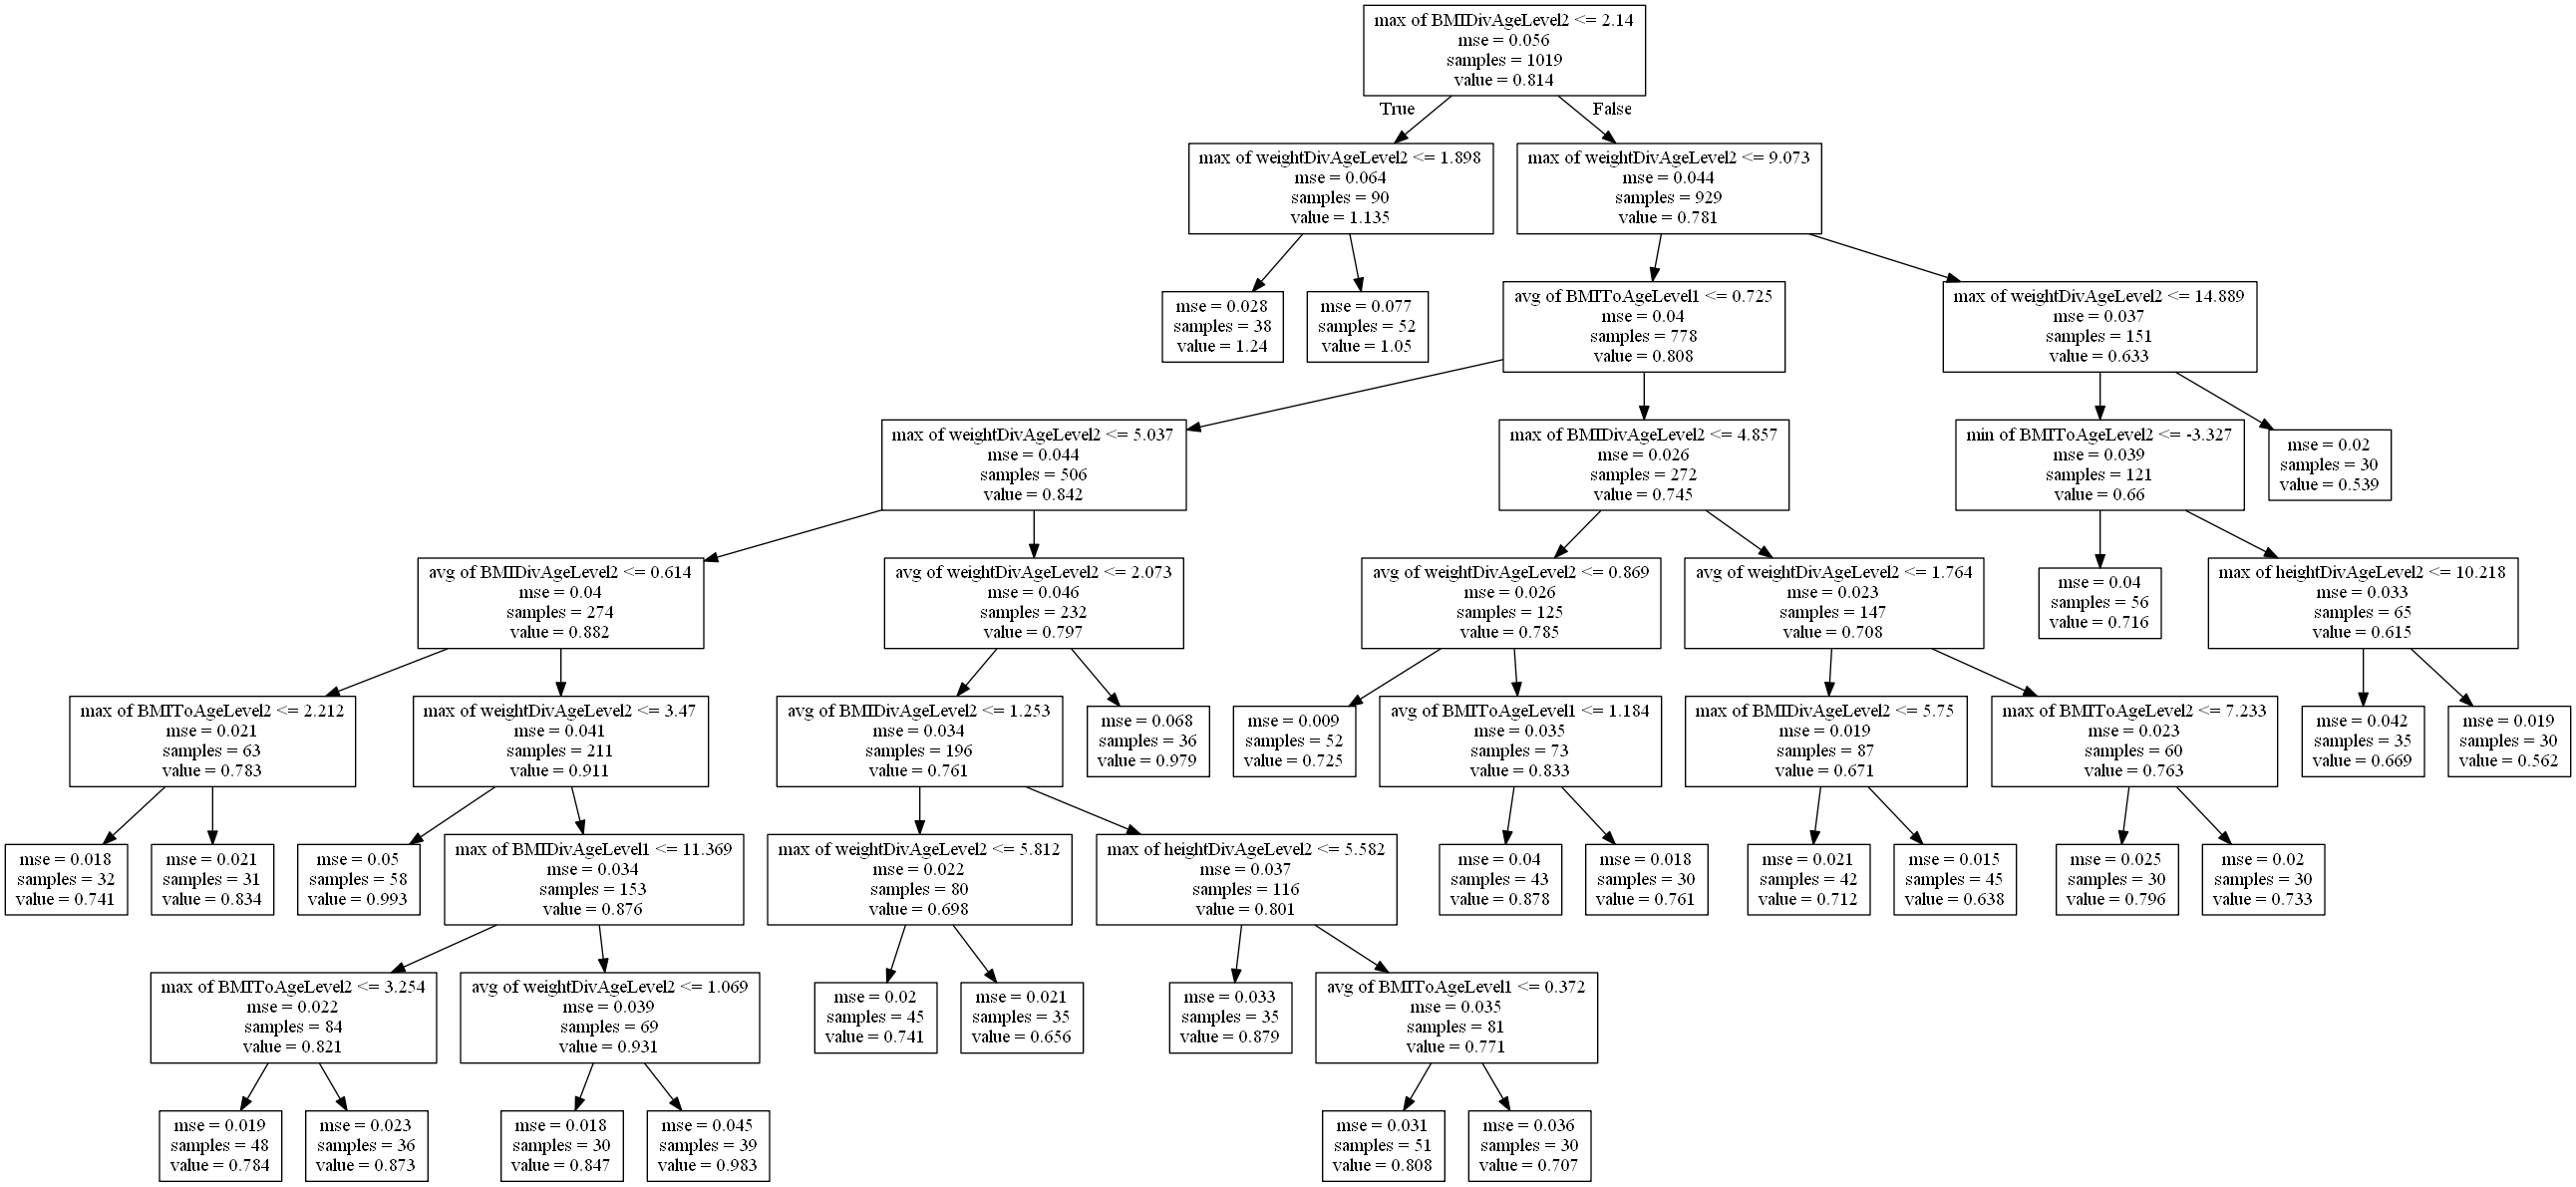 max of BMIDivAgeLevel2 <= 2.14
mse = 0.056
samples = 1019
value = 0.814
True
False
max of weightDivAgeLevel2 <= 1.898
mse = 0.064
samples = 90
value = 1.135
max of weightDivAgeLevel2 <= 9.073
mse = 0.044
samples = 929
value = 0.781
mse = 0.028
samples = 38
value = 1.24
mse = 0.077
samples = 52
value = 1.05
avg of BMIToAgeLevel1 <= 0.725
mse = 0.04
samples = 778
value = 0.808
max of weightDivAgeLevel2 <= 14.889
mse = 0.037
samples = 151
value = 0.633
max of weightDivAgeLevel2 <= 5.037
mse = 0.044
samples = 506
value = 0.842
max of BMIDivAgeLevel2 <= 4.857
mse = 0.026
samples = 272
value = 0.745
min of BMIToAgeLevel2 <= -3.327
mse = 0.039
samples = 121
value = 0.66
mse = 0.02
samples = 30
value = 0.539
avg of BMIDivAgeLevel2 <= 0.614
mse = 0.04
samples = 274
value = 0.882
avg of weightDivAgeLevel2 <= 2.073
mse = 0.046
samples = 232
value = 0.797
avg of weightDivAgeLevel2 <= 0.869
mse = 0.026
samples = 125
value = 0.785
avg of weightDivAgeLevel2 <= 1.764
mse = 0.023
samples = 147
value = 0.708
mse = 0.04
samples = 56
value = 0.716
max of heightDivAgeLevel2 <= 10.218
mse = 0.033
samples = 65
value = 0.615
max of BMIToAgeLevel2 <= 2.212
mse = 0.021
samples = 63
value = 0.783
max of weightDivAgeLevel2 <= 3.47
mse = 0.041
samples = 211
value = 0.911
avg of BMIDivAgeLevel2 <= 1.253
mse = 0.034
samples = 196
value = 0.761
mse = 0.068
samples = 36
value = 0.979
mse = 0.009
samples = 52
value = 0.725
avg of BMIToAgeLevel1 <= 1.184
mse = 0.035
samples = 73
value = 0.833
max of BMIDivAgeLevel2 <= 5.75
mse = 0.019
samples = 87
value = 0.671
max of BMIToAgeLevel2 <= 7.233
mse = 0.023
samples = 60
value = 0.763
mse = 0.042
samples = 35
value = 0.669
mse = 0.019
samples = 30
value = 0.562
mse = 0.018
samples = 32
value = 0.741
mse = 0.021
samples = 31
value = 0.834
mse = 0.05
samples = 58
value = 0.993
max of BMIDivAgeLevel1 <= 11.369
mse = 0.034
samples = 153
value = 0.876
max of weightDivAgeLevel2 <= 5.812
mse = 0.022
samples = 80
value = 0.698
max of heightDivAgeLevel2 <= 5.582
mse = 0.037
samples = 116
value = 0.801
mse = 0.04
samples = 43
value = 0.878
mse = 0.018
samples = 30
value = 0.761
mse = 0.021
samples = 42
value = 0.712
mse = 0.015
samples = 45
value = 0.638
mse = 0.025
samples = 30
value = 0.796
mse = 0.02
samples = 30
value = 0.733
max of BMIToAgeLevel2 <= 3.254
mse = 0.022
samples = 84
value = 0.821
avg of weightDivAgeLevel2 <= 1.069
mse = 0.039
samples = 69
value = 0.931
mse = 0.02
samples = 45
value = 0.741
mse = 0.021
samples = 35
value = 0.656
mse = 0.033
samples = 35
value = 0.879
avg of BMIToAgeLevel1 <= 0.372
mse = 0.035
samples = 81
value = 0.771
mse = 0.019
samples = 48
value = 0.784
mse = 0.023
samples = 36
value = 0.873
mse = 0.018
samples = 30
value = 0.847
mse = 0.045
samples = 39
value = 0.983
mse = 0.031
samples = 51
value = 0.808
mse = 0.036
samples = 30
value = 0.707